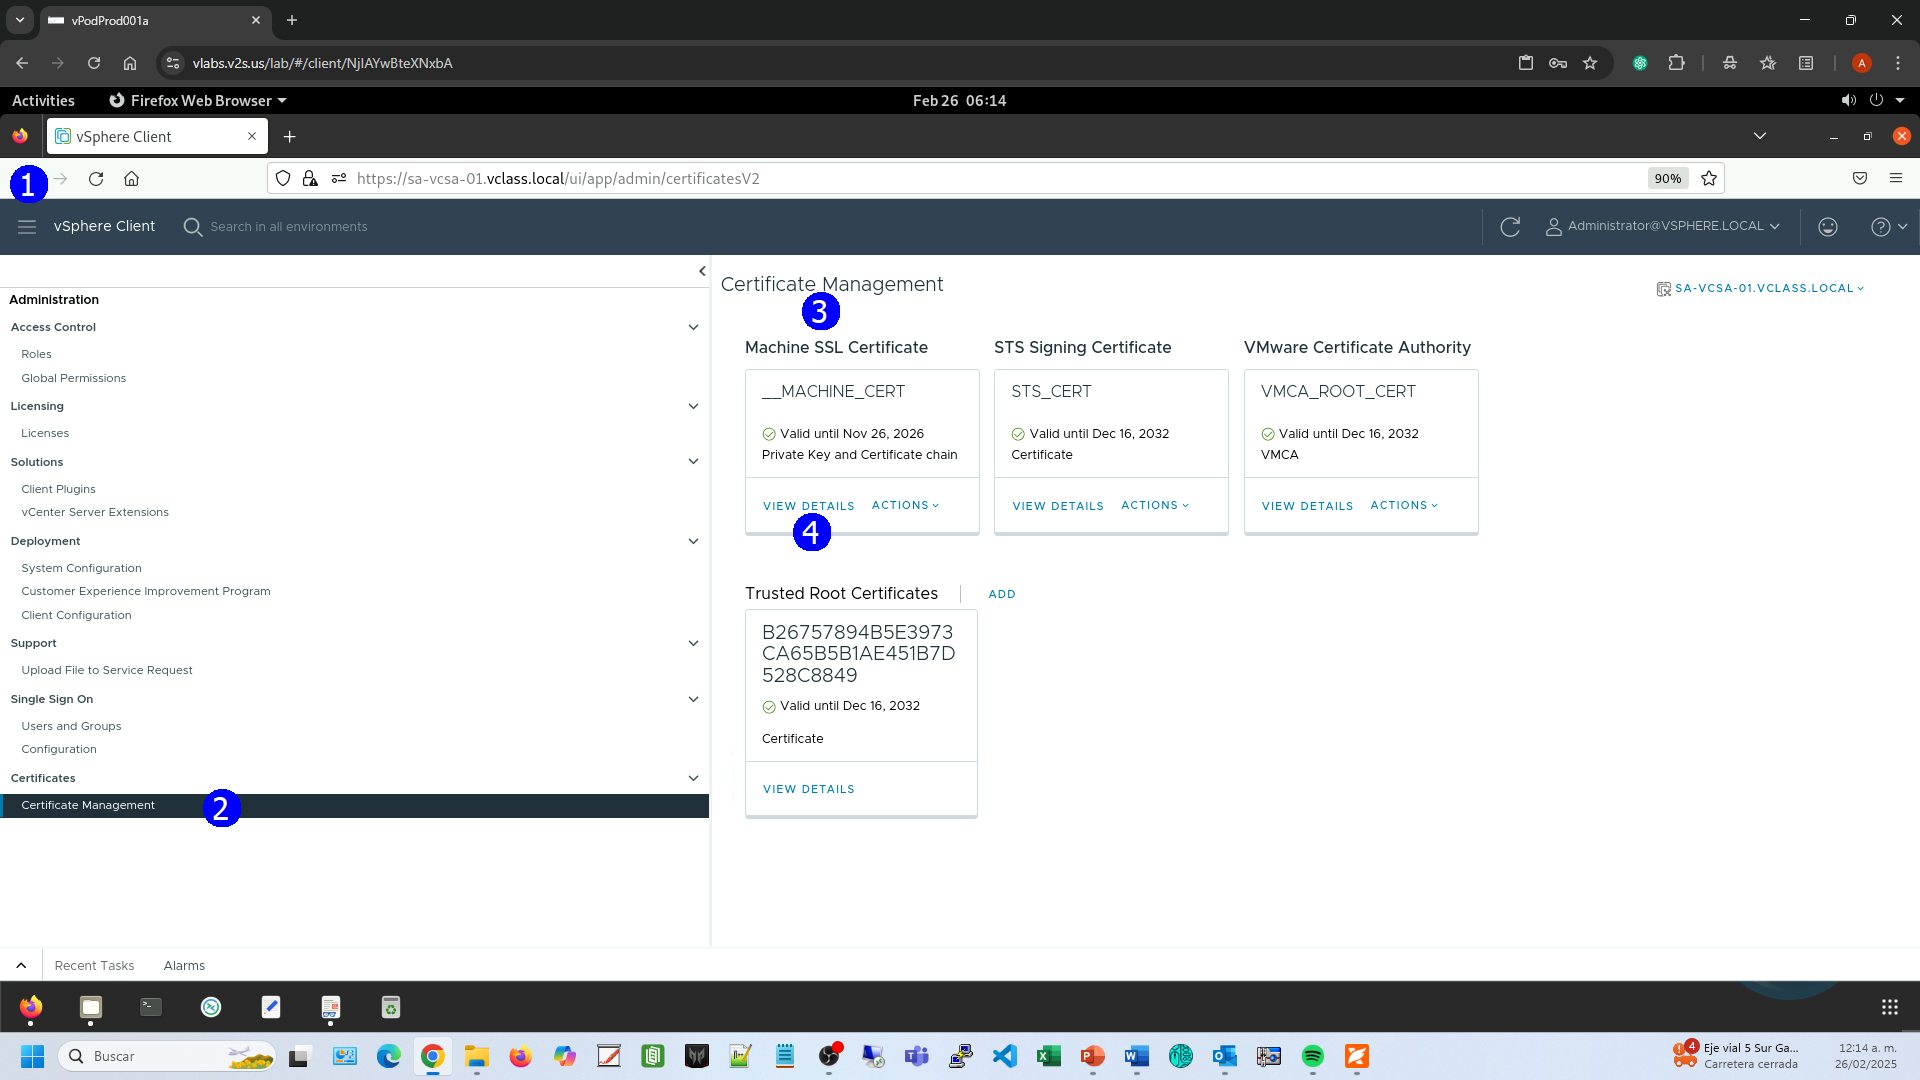 vPodProd001a
vlabs.v2s.us/lab/#/client/NjIAYwBteXNxbA
A
Activities
Firefox Web Browser
Feb 26 06:14
vSphere Client
1
https://sa-vcsa-01.vclass.local/ui/app/admin/certificatesV2
90%
vSphere Client
Search in all environments
Administrator@VSPHERE.LOCAL
Administration
Access Control
Roles
Global Permissions
Licensing
Licenses
Solutions
Client Plugins
vCenter Server Extensions
Deployment
System Configuration
Customer Experience Improvement Program
Client Configuration
Support
Upload File to Service Request
Single Sign On
Users and Groups
Configuration
Certificates
Certificate Management
2
Certificate Management
SA-VCSA-01.VCLASS.LOCAL
3
Machine SSL Certificate
__MACHINE_CERT
Valid until Nov 26, 2026
Private Key and Certificate chain
VIEW DETAILS ACTIONS
4
STS Signing Certificate
STS_CERT
Valid until Dec 16, 2032
Certificate
VIEW DETAILS ACTIONS
VMware Certificate Authority
VMCA_ROOT_CERT
Valid until Dec 16, 2032
VMCA
VIEW DETAILS ACTIONS
Trusted Root Certificates ADD
B26757894B5E3973
CA65B5B1AE451B7D
528C8849
Valid until Dec 16, 2032
Certificate
VIEW DETAILS
Recent Tasks
Alarms
Buscar
4
Eje vial 5 Sur Ga...
Carretera cerrada
12:14 a. m.
26/02/2025